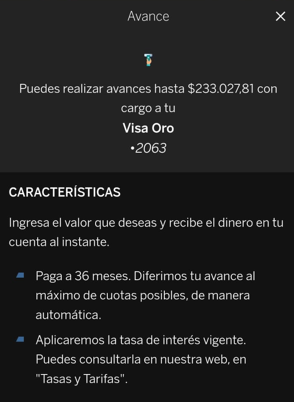 Avance
Puedes realizar avances hasta $233.027,81 con
cargo a tu
Visa Oro
•2063
CARACTERÍSTICAS
Ingresa el valor que deseas y recibe el dinero en tu
cuenta al instante.
Paga a 36 meses. Diferimos tu avance al
máximo de cuotas posibles, de manera
automática.
Aplicaremos la tasa de interés vigente.
Puedes consultarla en nuestra web, en
"Tasas y Tarifas".